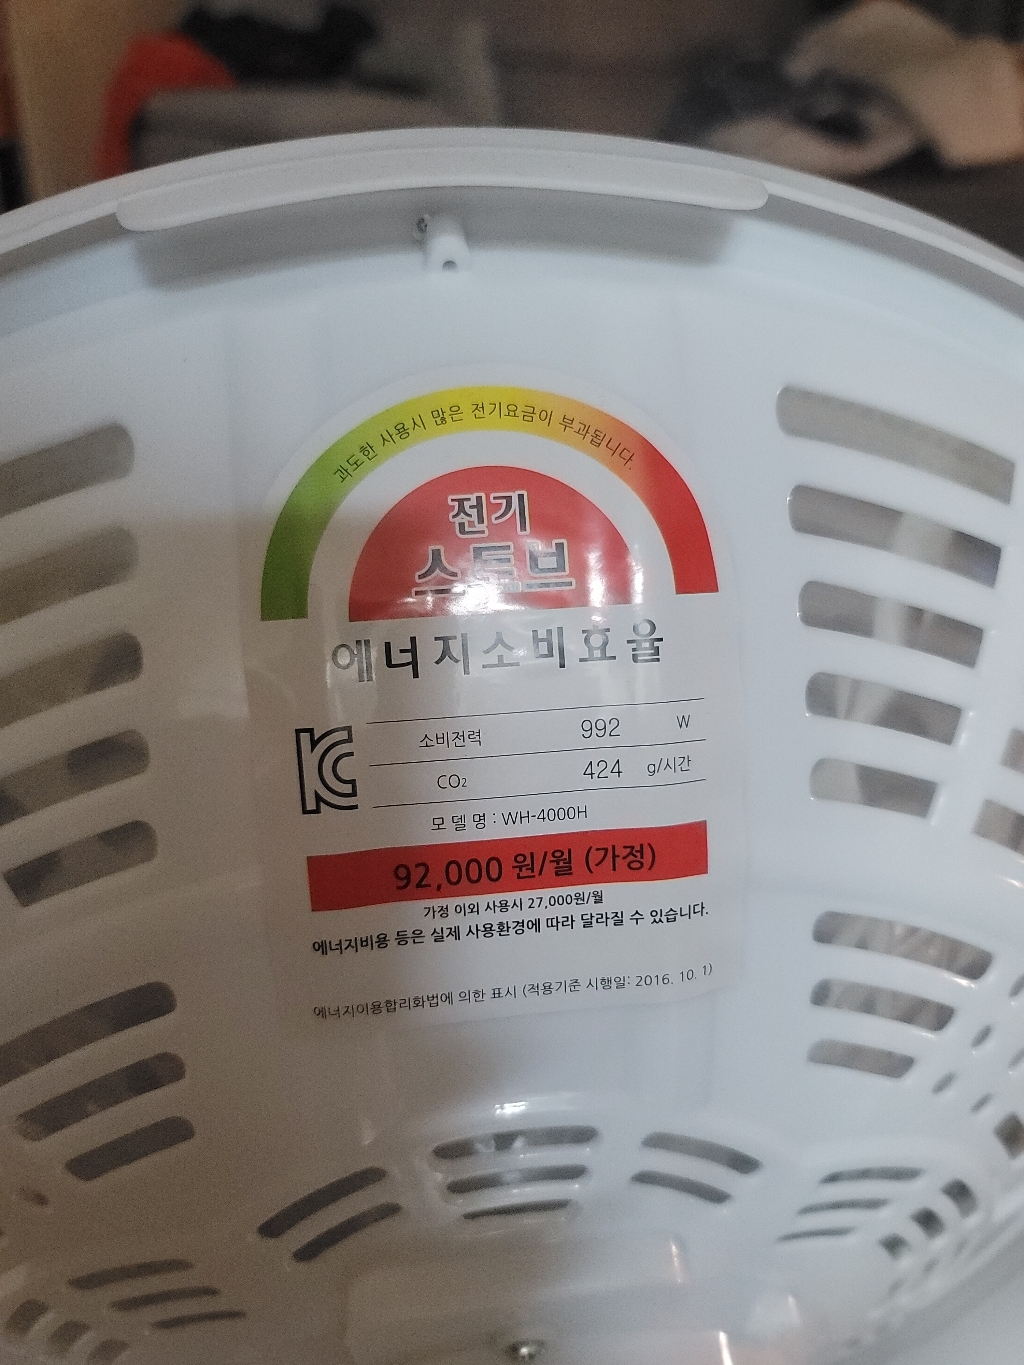 과도한 사용시 많은 전기요금이 부과됩니다.
전기
스토브
에너지소비효율
KC
소비전력 992 W
CO₂ 424 g/시간
모델명 : WH-4000H
92,000 원/월 (가정)
가정 이외 사용시 27,000원/월
에너지비용 등은 실제 사용환경에 따라 달라질 수 있습니다.
에너지이용합리화법에 의한 표시 (적용기준 시행일: 2016. 10. 1)